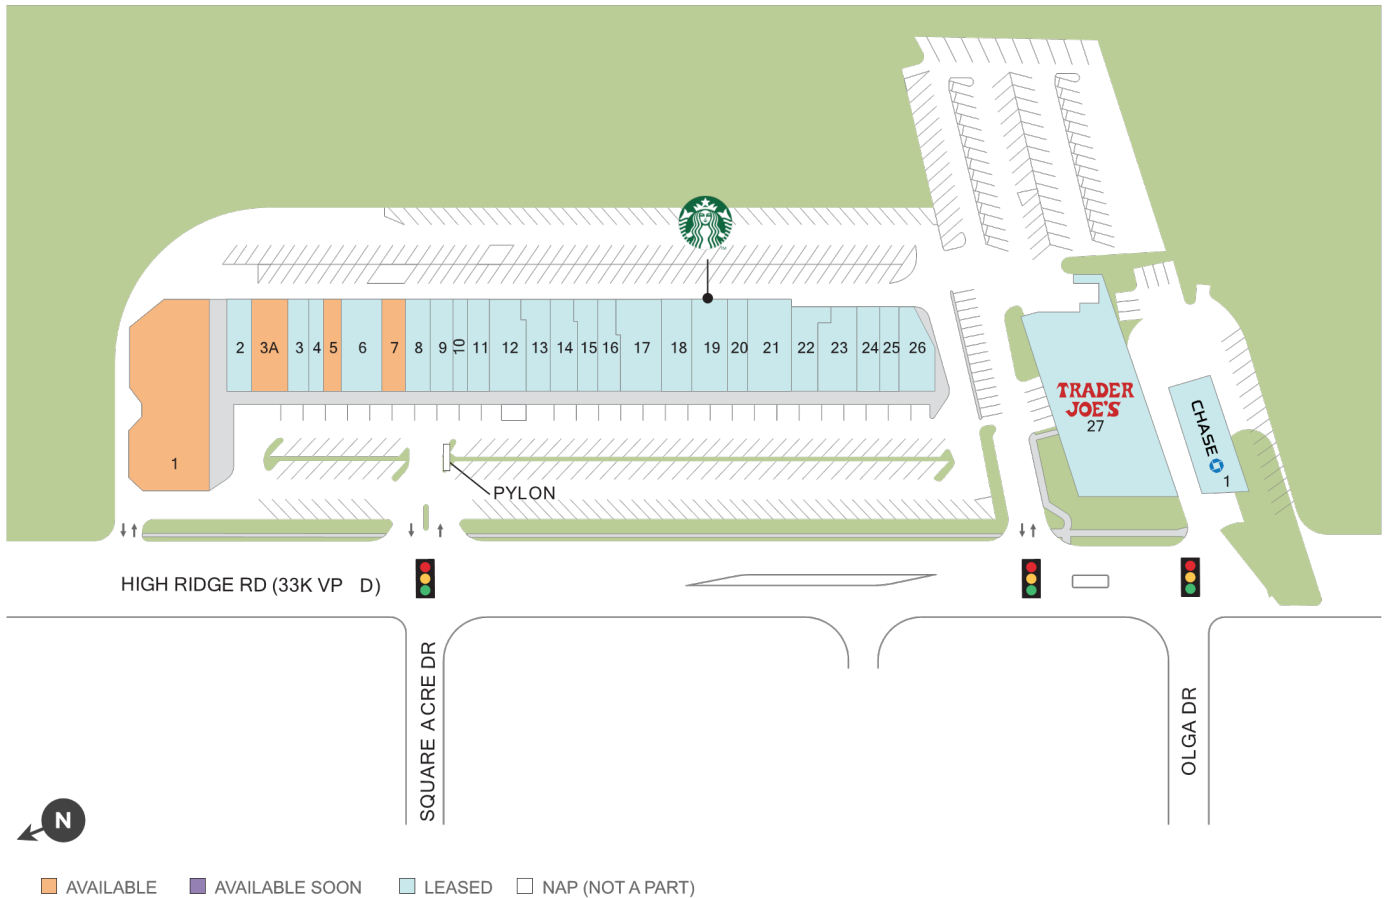 2 3A 3 4 5 6 7 8 9 10 11 12 13 14 15 16 17 18 19 20 21 22 23 24 25 26
TRADER
JOE'S
27
CHASE
1
1
PYLON
HIGH RIDGE RD (33K VP D)
SQUARE ACRE DR
OLGA DR
N
AVAILABLE
AVAILABLE SOON
LEASED
NAP (NOT A PART)